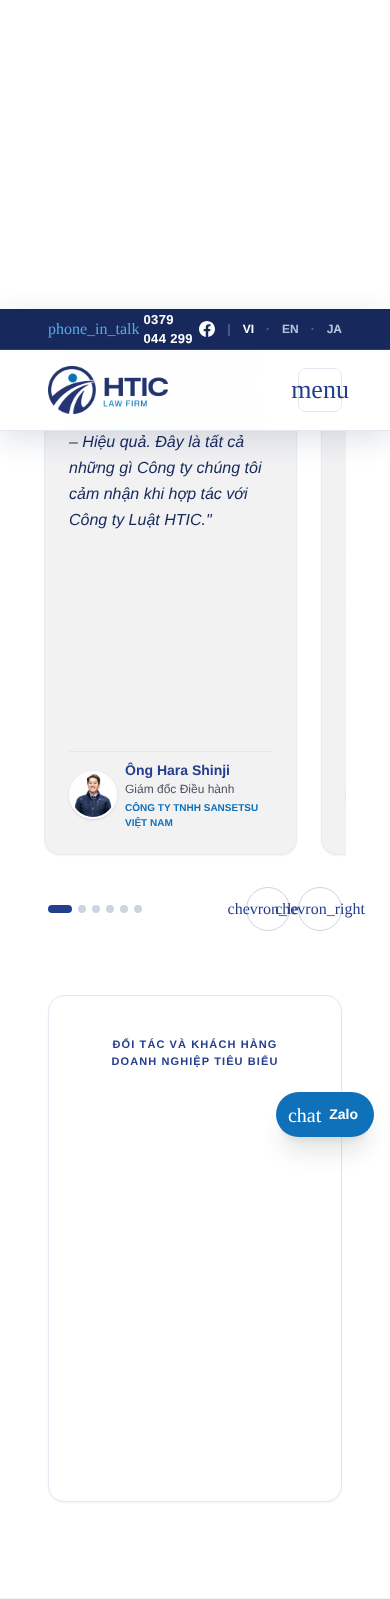 phone_in_talk
0379
044 299
| VI · EN · JA
HTIC
LAW FIRM
menu
– Hiệu quả. Đây là tất cả
những gì Công ty chúng tôi
cảm nhận khi hợp tác với
Công ty Luật HTIC."
Ông Hara Shinji
Giám đốc Điều hành
CÔNG TY TNHH SANSETSU
VIỆT NAM
chevron_right
ĐỐI TÁC VÀ KHÁCH HÀNG
DOANH NGHIỆP TIÊU BIỂU
chat Zalo